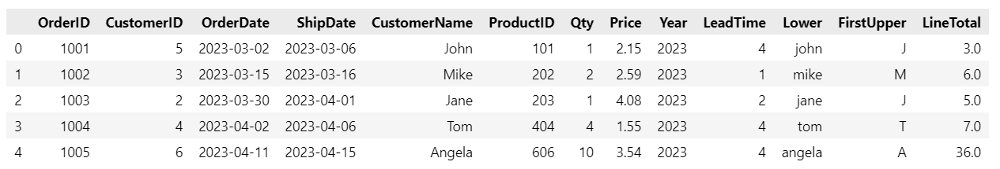 OrderID CustomerID OrderDate ShipDate CustomerName ProductID Qty Price Year LeadTime Lower FirstUpper LineTotal
0 1001 5 2023-03-02 2023-03-06 John 101 1 2.15 2023 4 john J 3.0
1 1002 3 2023-03-15 2023-03-16 Mike 202 2 2.59 2023 1 mike M 6.0
2 1003 2 2023-03-30 2023-04-01 Jane 203 1 4.08 2023 2 jane J 5.0
3 1004 4 2023-04-02 2023-04-06 Tom 404 4 1.55 2023 4 tom T 7.0
4 1005 6 2023-04-11 2023-04-15 Angela 606 10 3.54 2023 4 angela A 36.0